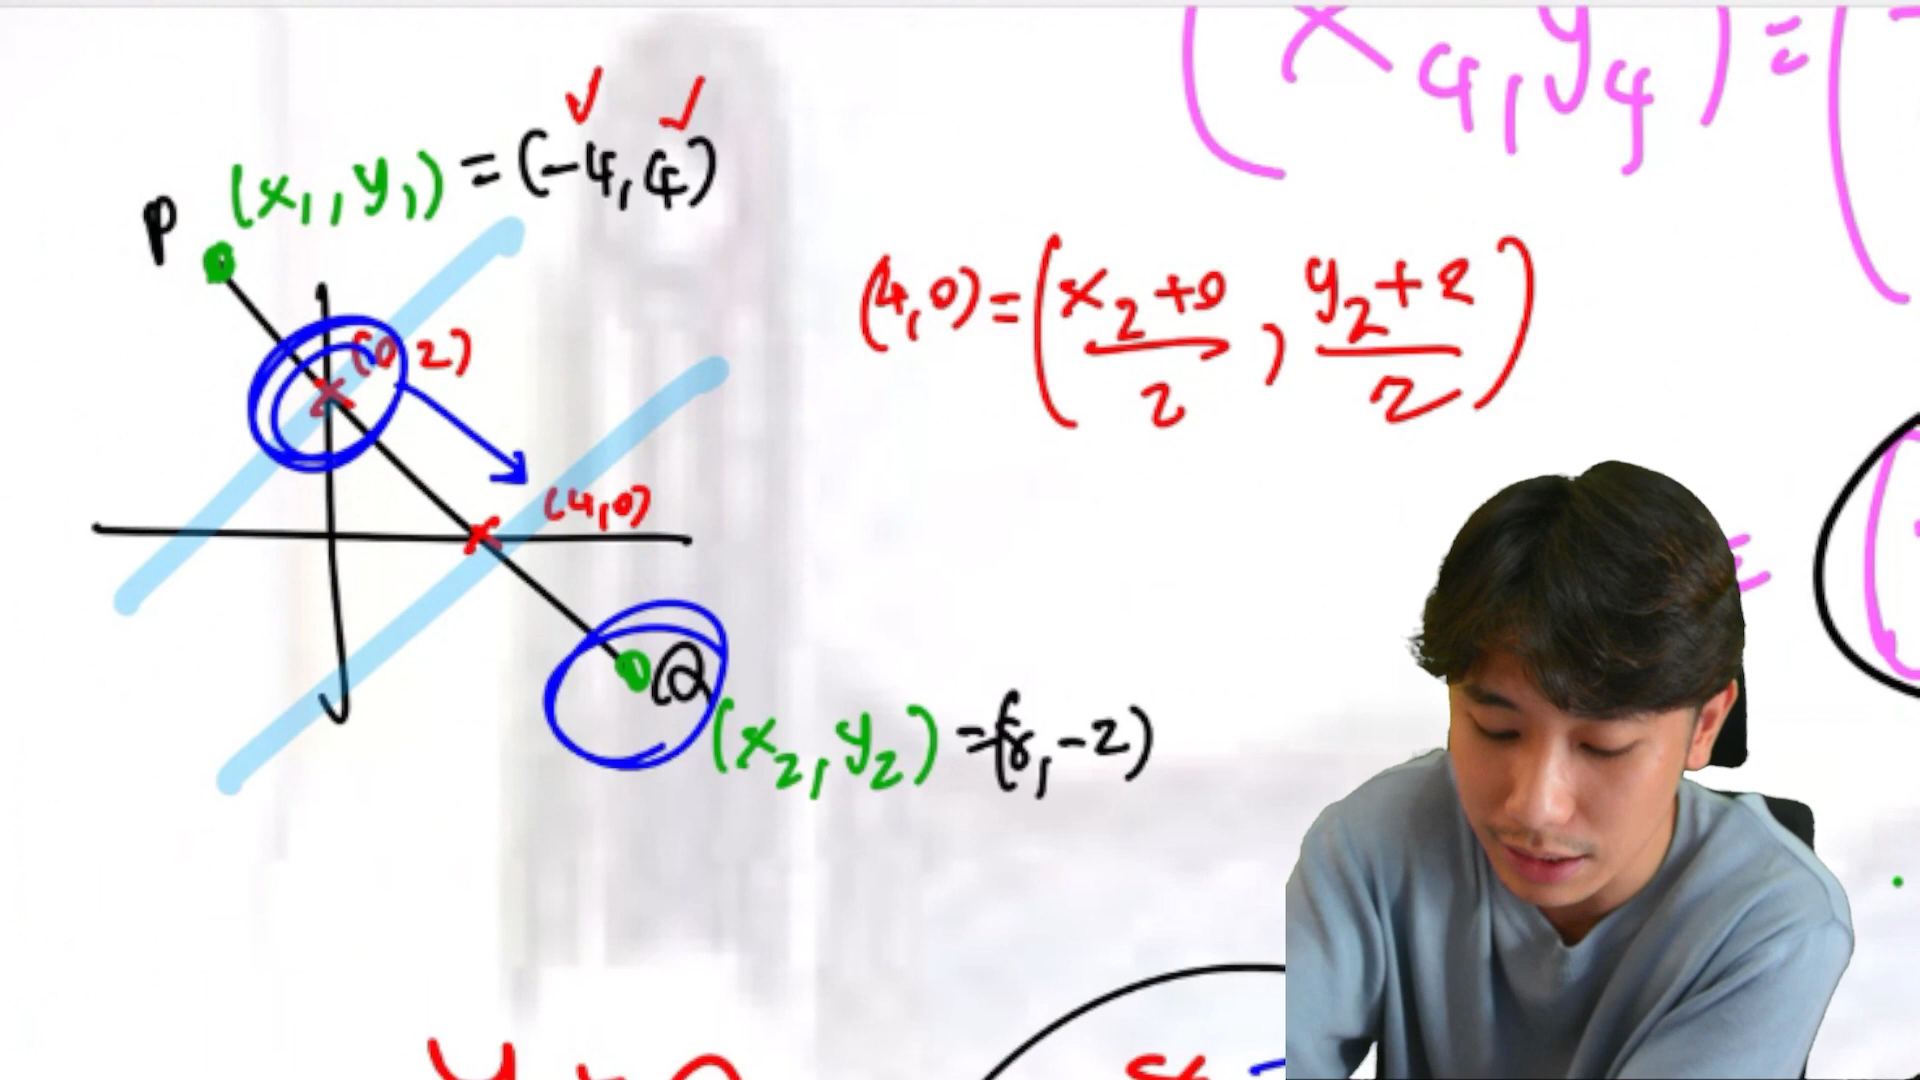 (x₄,y₄)=(
P (x₁,y₁)=(-4,4)
(4,0)=(x₂+0/2, y₂+2/2)
(0,2)
(4,0)
=
Q
(x₂,y₂)=(8,-2)